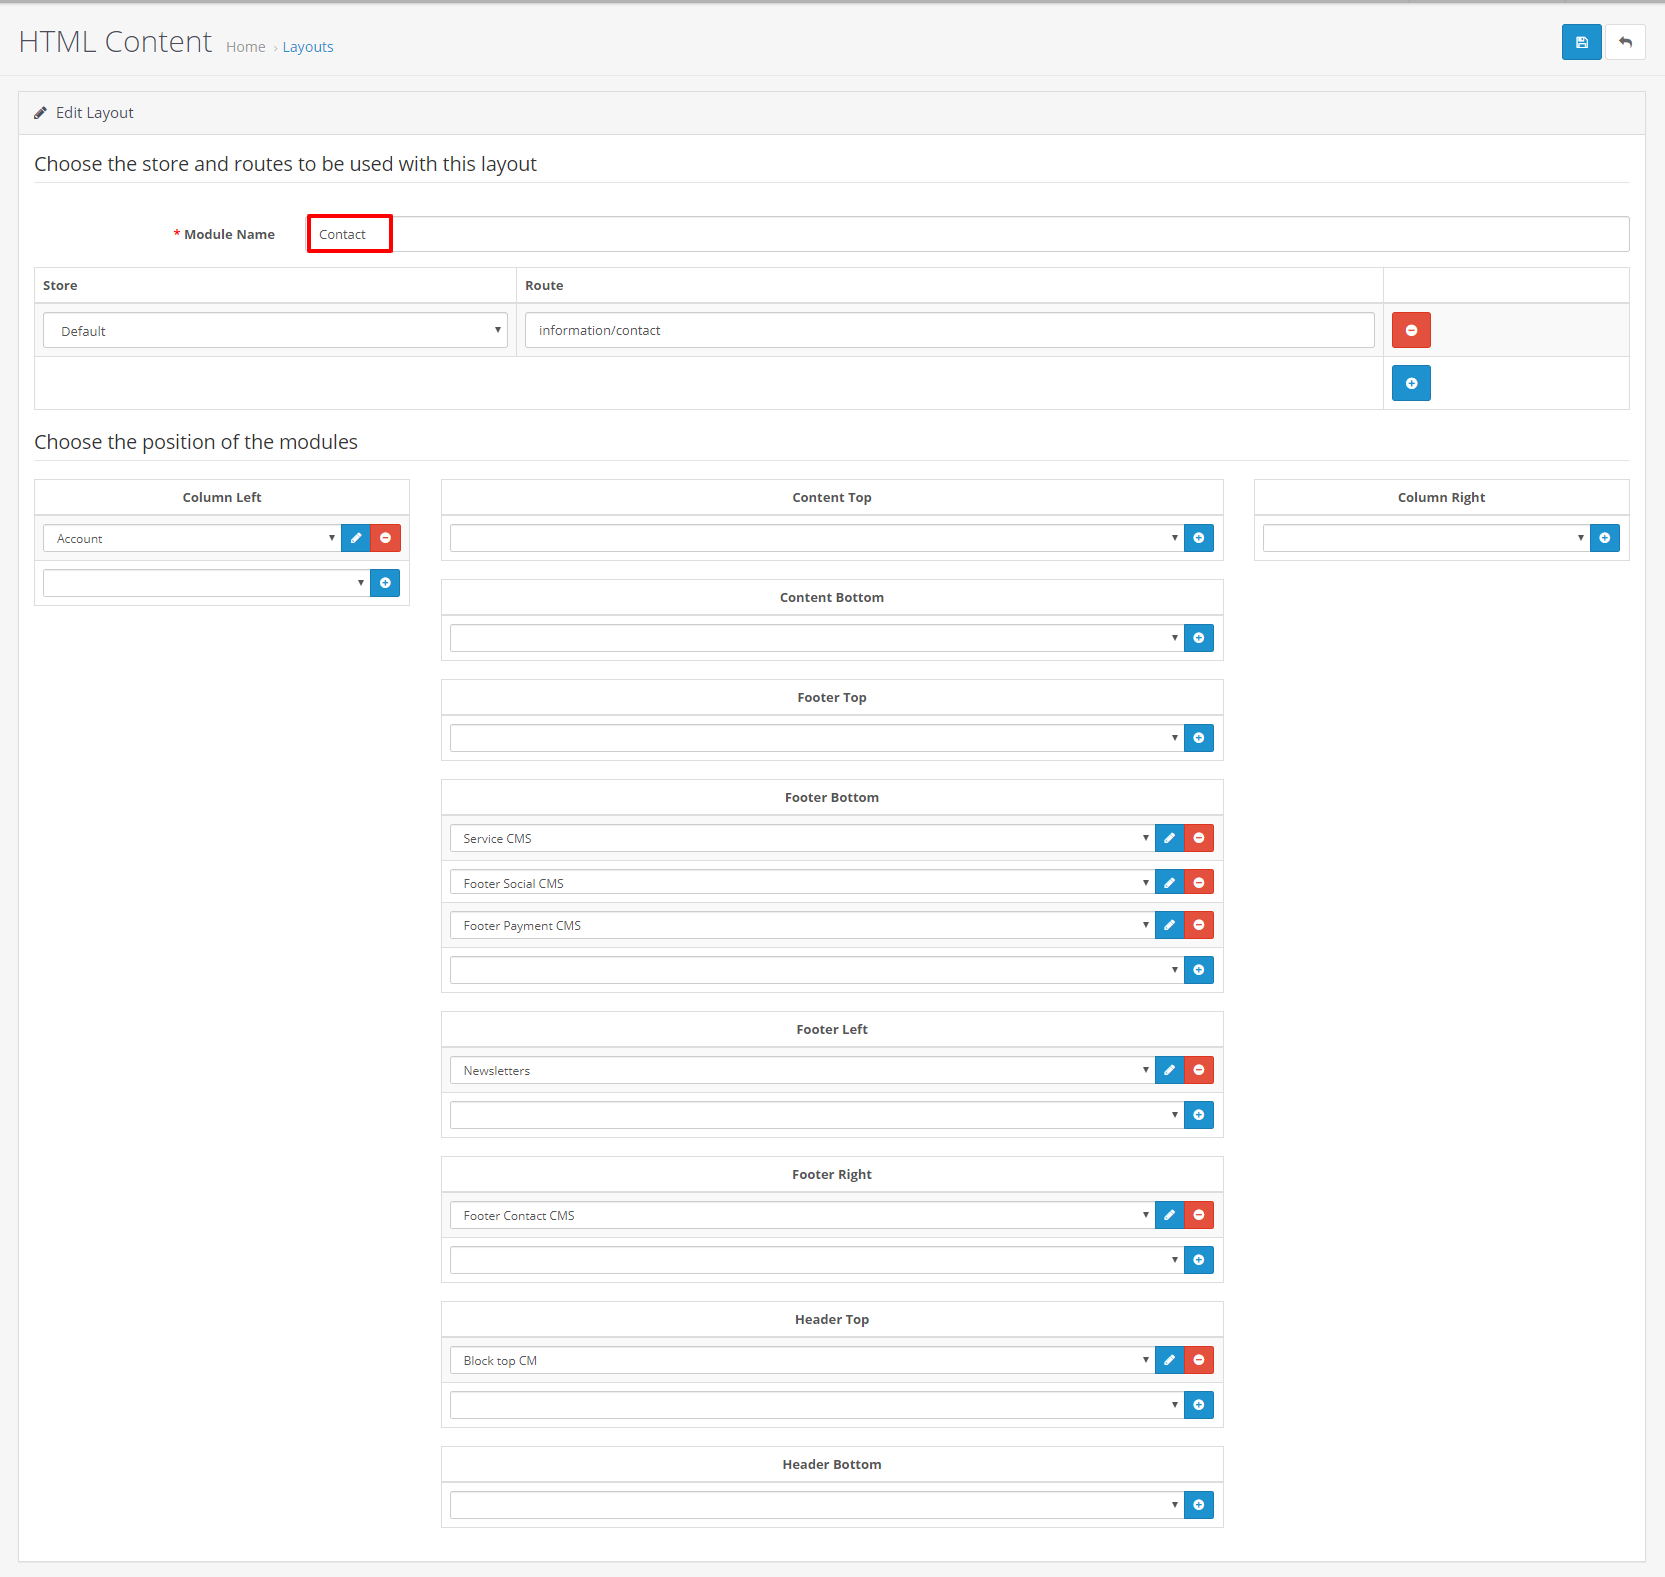 HTML Content Home › Layouts
Edit Layout
Choose the store and routes to be used with this layout
* Module Name Contact
Store Route
Default information/contact
Choose the position of the modules
Column Left
Account
Content Top
Column Right
Content Bottom
Footer Top
Footer Bottom
Service CMS
Footer Social CMS
Footer Payment CMS
Footer Left
Newsletters
Footer Right
Footer Contact CMS
Header Top
Block top CM
Header Bottom